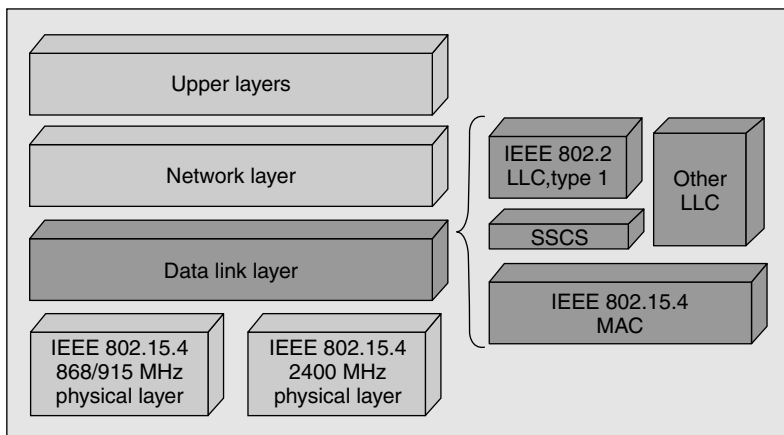 Upper layers
Network layer
Data link layer
IEEE 802.15.4
868/915 MHz
physical layer
IEEE 802.15.4
2400 MHz
physical layer
IEEE 802.2
LLC,type 1
Other
LLC
SSCS
IEEE 802.15.4
MAC